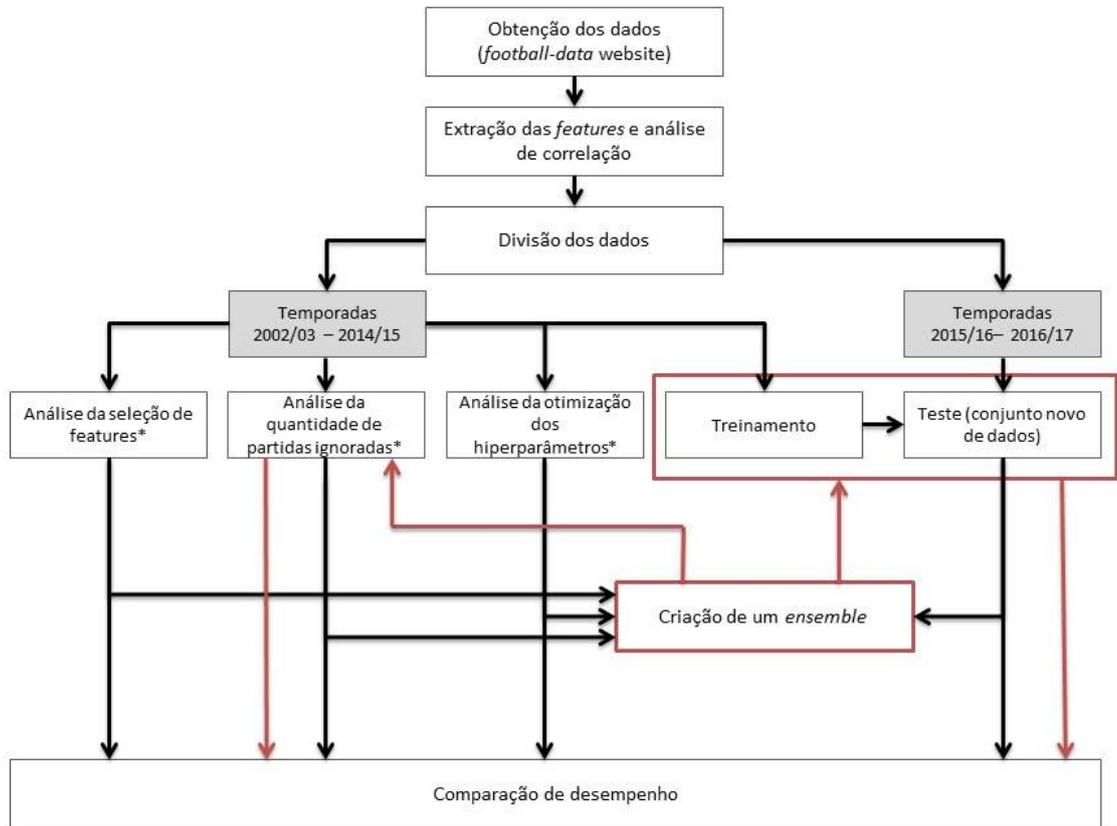 Obtenção dos dados
(football-data website)
Extração das features e análise
de correlação
Divisão dos dados
Temporadas
2002/03 – 2014/15
Temporadas
2015/16– 2016/17
Análise da seleção de
features*
Análise da
quantidade de
partidas ignoradas*
Análise da otimização
dos
hiperparâmetros*
Treinamento
Teste (conjunto novo
de dados)
Criação de um ensemble
Comparação de desempenho